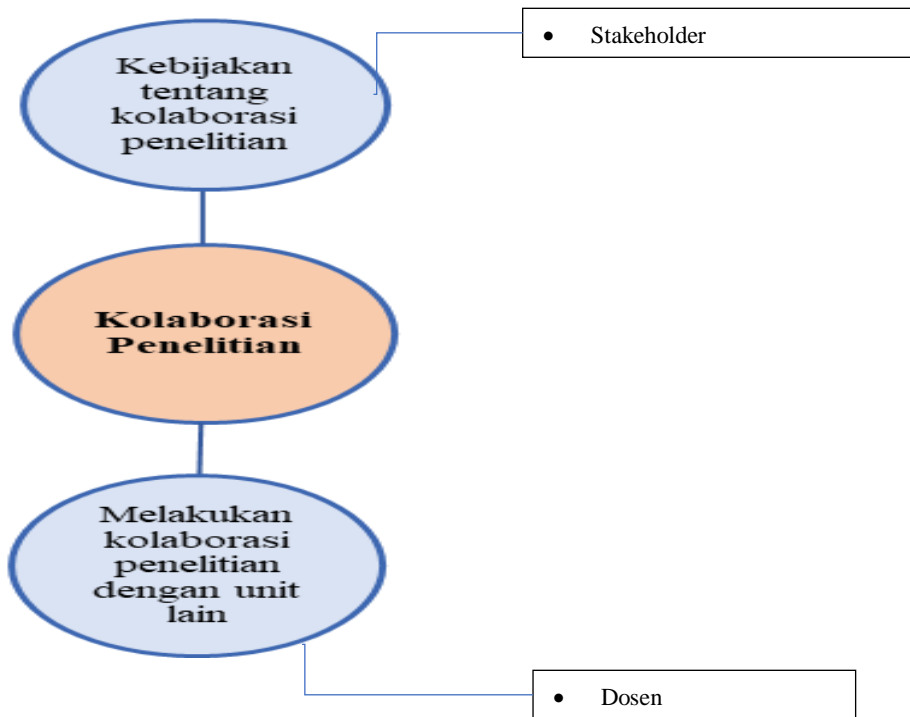 • Stakeholder
Kebijakan
tentang
kolaborasi
penelitian
Kolaborasi
Penelitian
Melakukan
kolaborasi
penelitian
dengan unit
lain
• Dosen